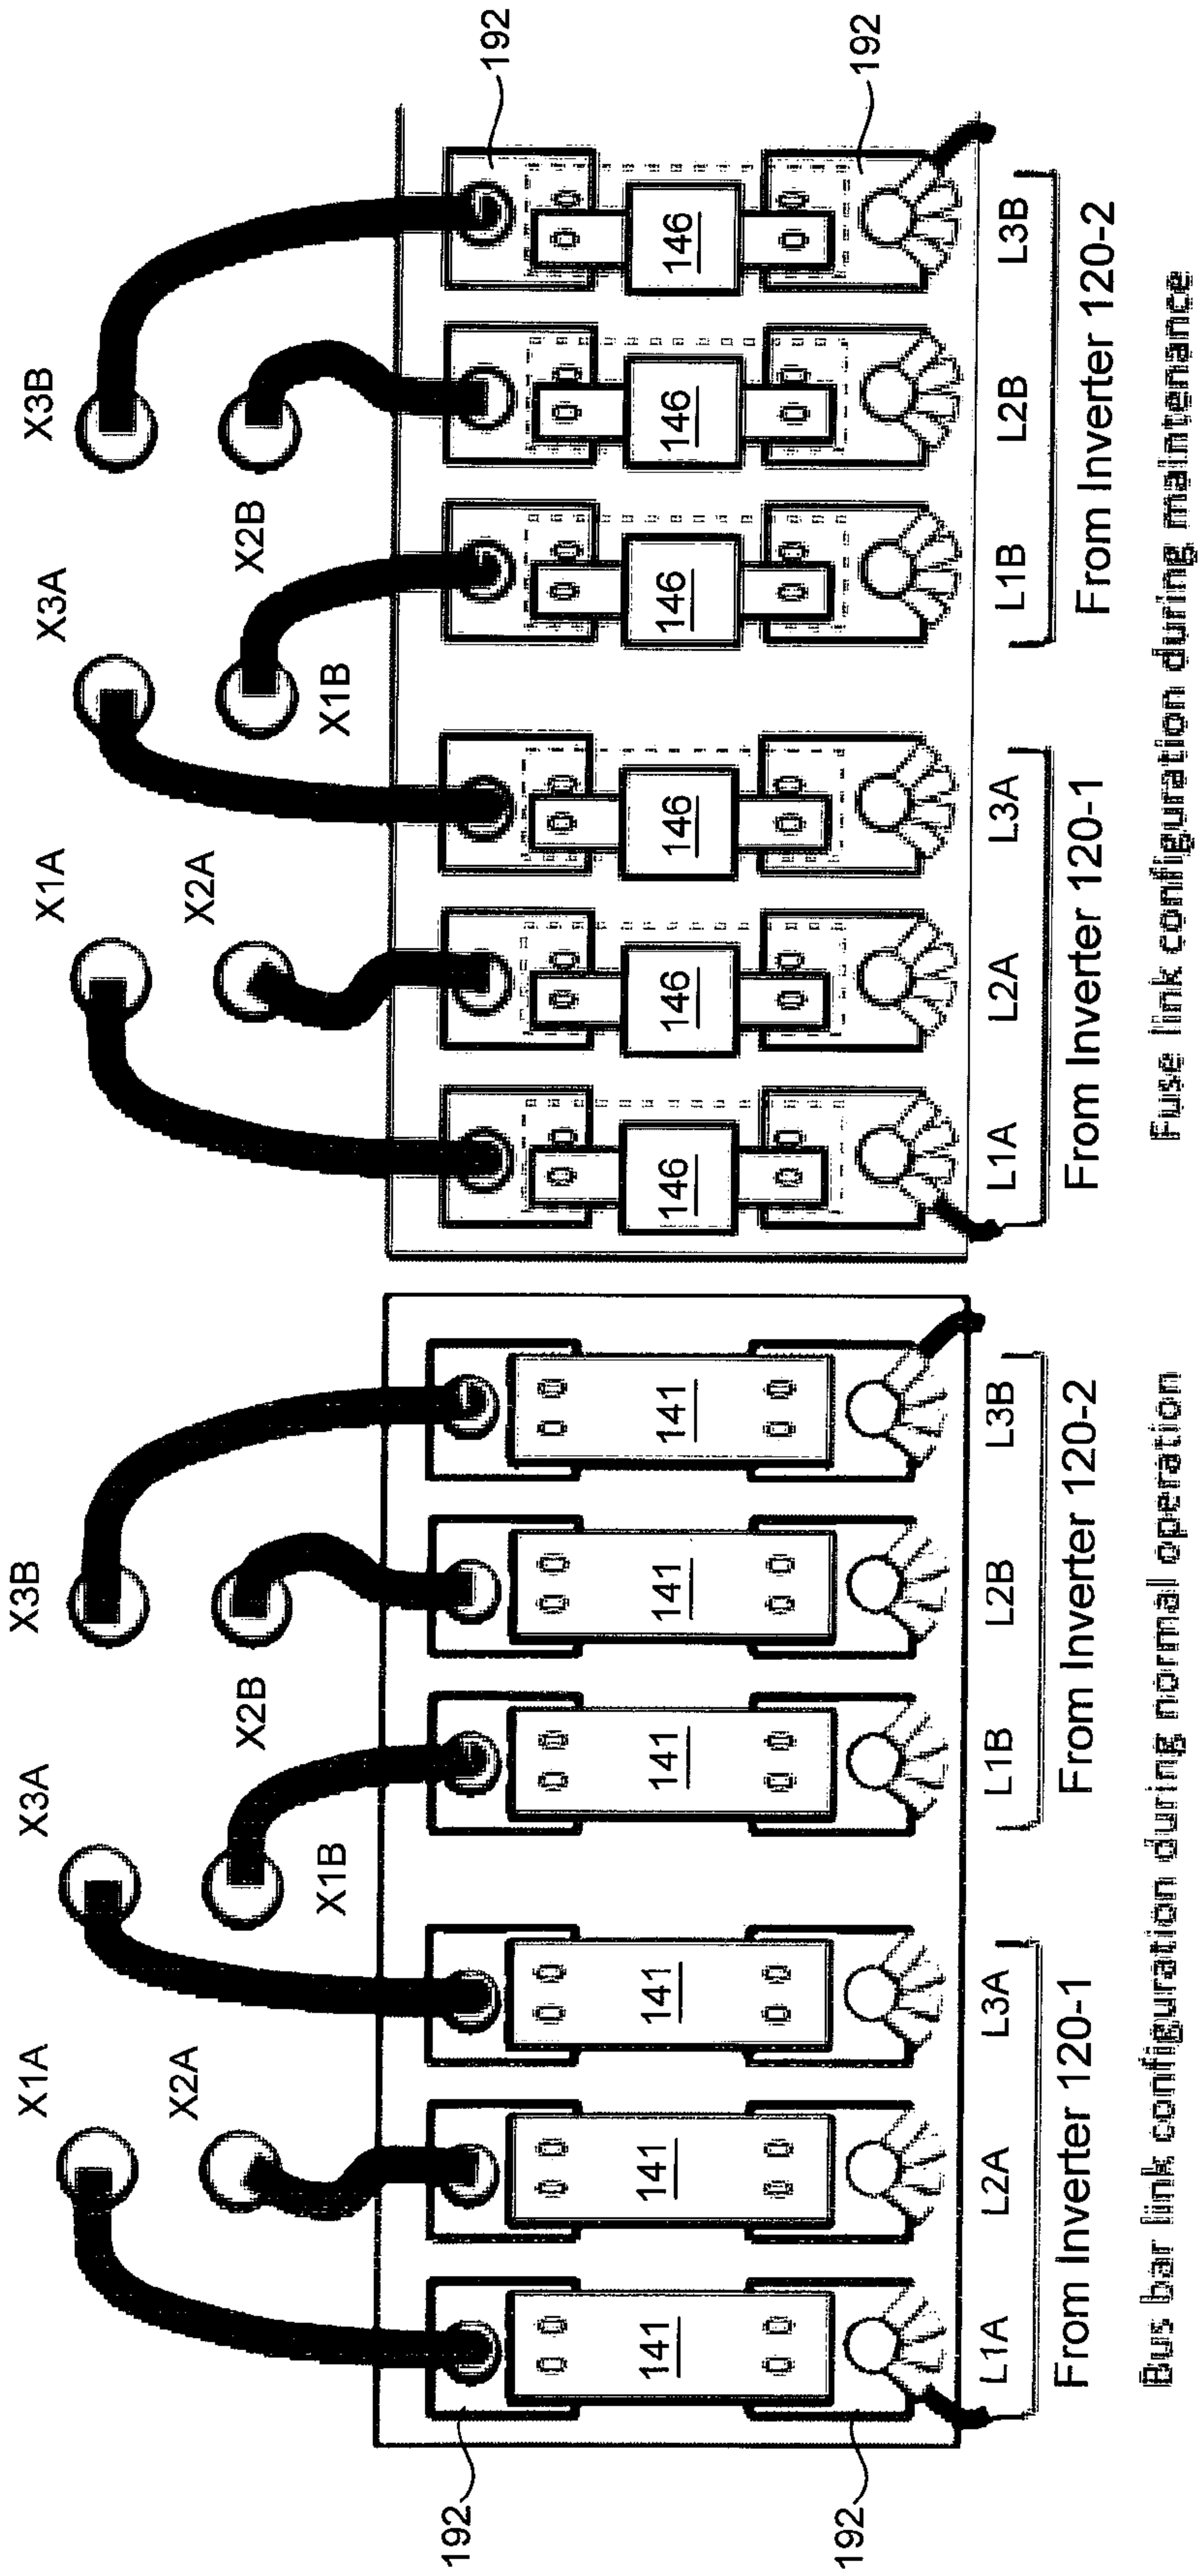 X1A
X3A
X3B
X2A
X2B
X1B
192
141
141
141
141
141
141
192
L1A
L2A
L3A
L1B
L2B
L3B
From Inverter 120-1
From Inverter 120-2
Bus bar link configuration during normal operation
X1A
X3A
X3B
X2A
X2B
X1B
192
146
146
146
146
146
146
192
L1A
L2A
L3A
L1B
L2B
L3B
From Inverter 120-1
From Inverter 120-2
Fuse link configuration during maintenance